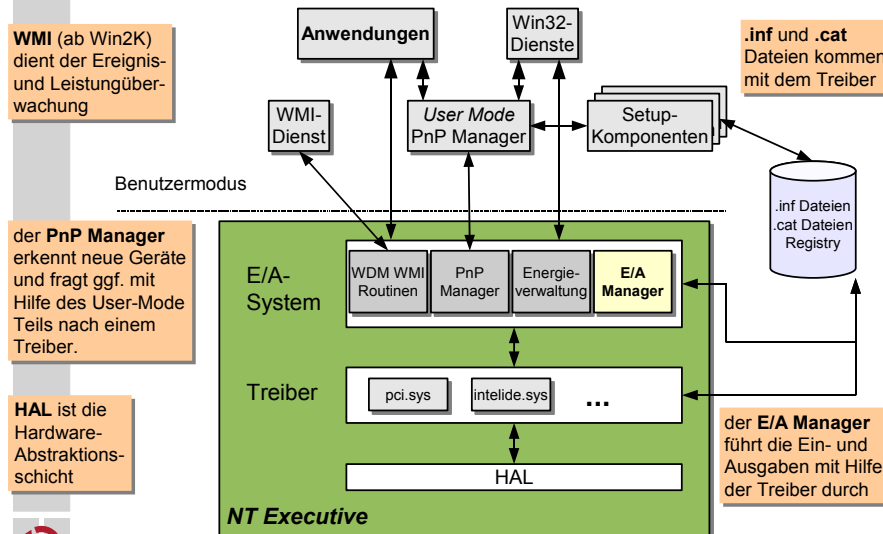 WMI (ab Win2K)
dient der Ereignis-
und Leistungüber-
wachung
Anwendungen
Win32-
Dienste
.inf und .cat
Dateien kommen
mit dem Treiber
WMI-
Dienst
User Mode
PnP Manager
Setup-
Komponenten
Benutzermodus
.inf Dateien
.cat Dateien
Registry
der PnP Manager
erkennt neue Geräte
und fragt ggf. mit
Hilfe des User-Mode
Teils nach einem
Treiber.
E/A-
System
WDM WMI
Routinen
PnP
Manager
Energie-
verwaltung
E/A
Manager
Treiber
pci.sys
intelide.sys
...
HAL ist die
Hardware-
Abstraktions-
schicht
der E/A Manager
führt die Ein- und
Ausgaben mit Hilfe
der Treiber durch
HAL
NT Executive